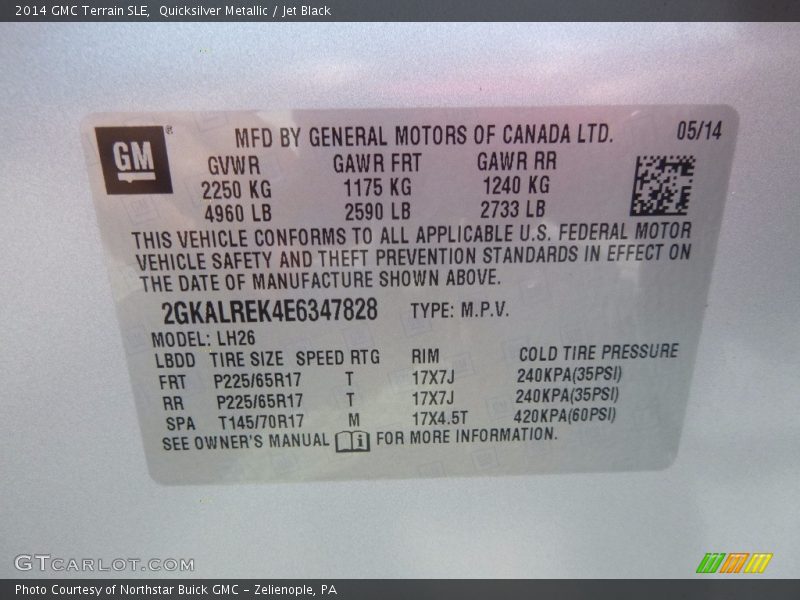 2014 GMC Terrain SLE, Quicksilver Metallic / Jet Black
GM®
MFD BY GENERAL MOTORS OF CANADA LTD. 05/14
GVWR GAWR FRT GAWR RR
2250 KG 1175 KG 1240 KG
4960 LB 2590 LB 2733 LB
THIS VEHICLE CONFORMS TO ALL APPLICABLE U.S. FEDERAL MOTOR
VEHICLE SAFETY AND THEFT PREVENTION STANDARDS IN EFFECT ON
THE DATE OF MANUFACTURE SHOWN ABOVE.
2GKALREK4E6347828 TYPE: M.P.V.
MODEL: LH26
LBDD TIRE SIZE SPEED RTG RIM COLD TIRE PRESSURE
FRT P225/65R17 T 17X7J 240KPA(35PSI)
RR P225/65R17 T 17X7J 240KPA(35PSI)
SPA T145/70R17 M 17X4.5T 420KPA(60PSI)
SEE OWNER'S MANUAL i FOR MORE INFORMATION.
GTCARLOT.COM
Photo Courtesy of Northstar Buick GMC - Zelienople, PA